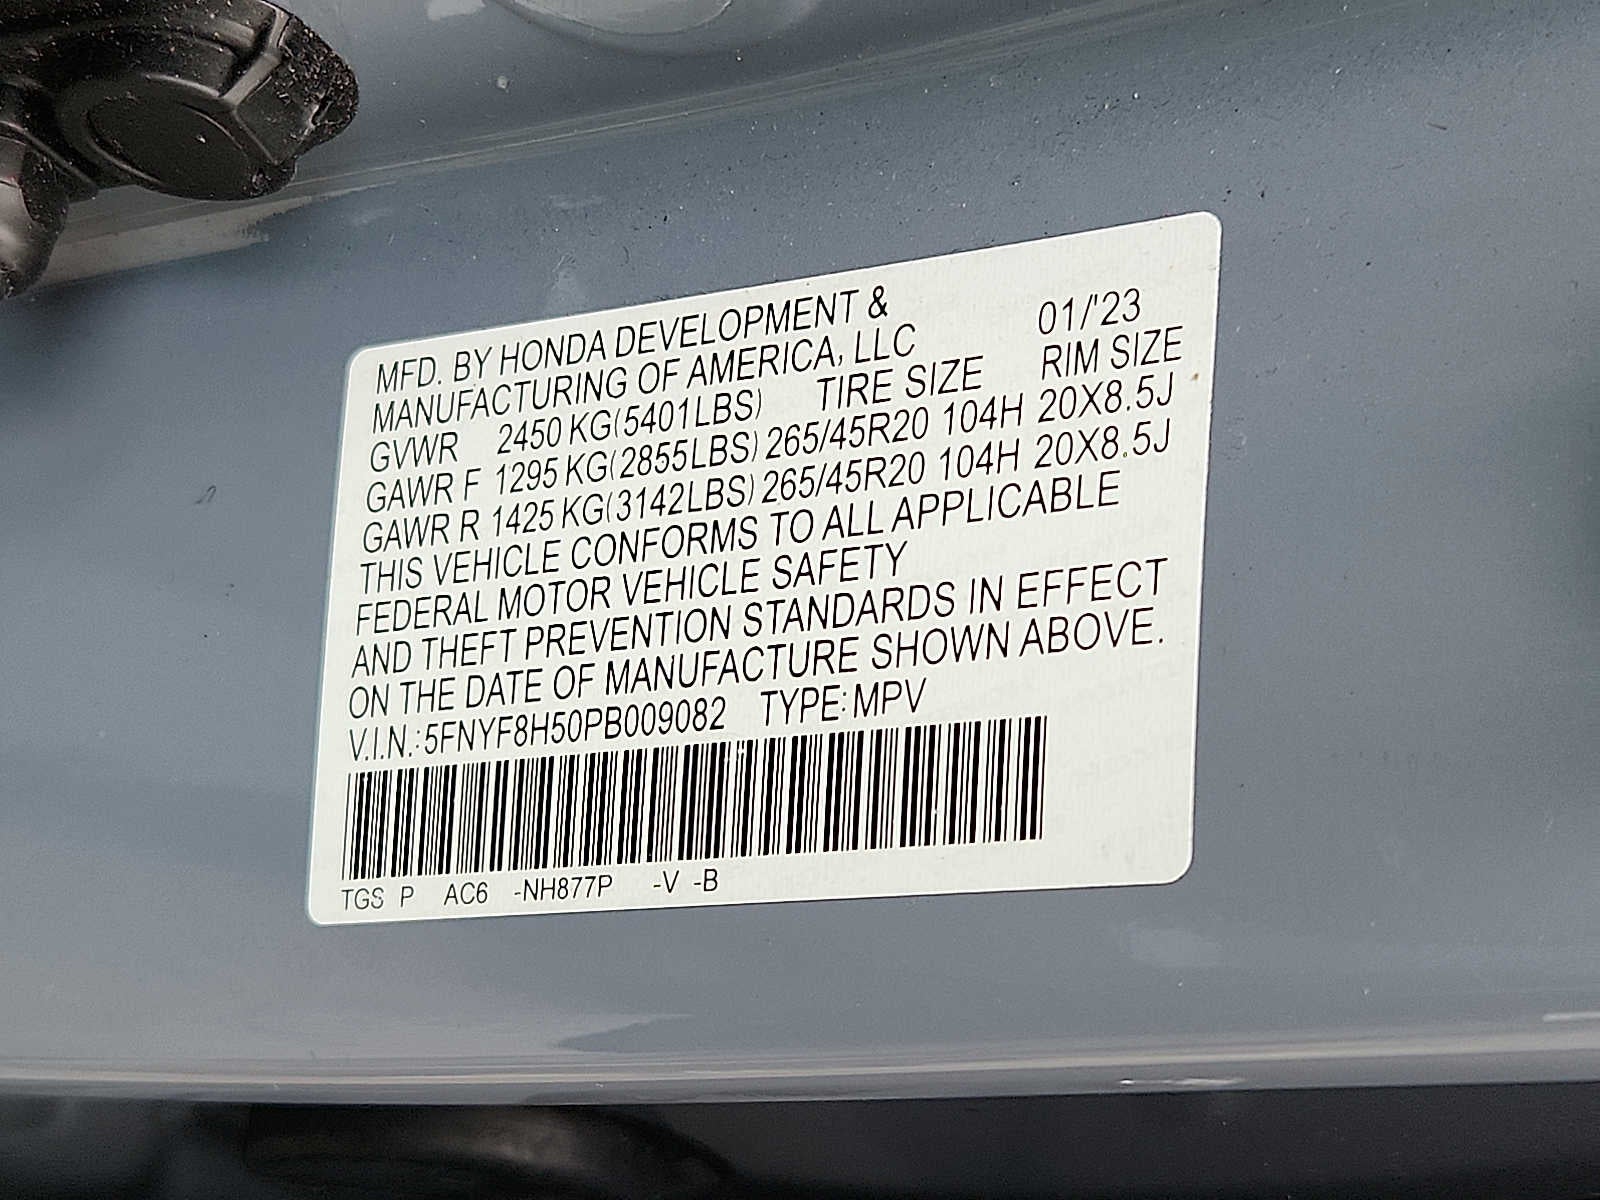 MFD. BY HONDA DEVELOPMENT &
MANUFACTURING OF AMERICA, LLC 01/'23
GVWR 2450 KG(5401LBS) TIRE SIZE RIM SIZE
GAWR F 1295 KG(2855LBS) 265/45R20 104H 20X8.5J
GAWR R 1425 KG(3142LBS) 265/45R20 104H 20X8.5J
THIS VEHICLE CONFORMS TO ALL APPLICABLE
FEDERAL MOTOR VEHICLE SAFETY
AND THEFT PREVENTION STANDARDS IN EFFECT
ON THE DATE OF MANUFACTURE SHOWN ABOVE.
V.I.N.:5FNYF8H50PB009082 TYPE:MPV
TGS P AC6 -NH877P -V -B